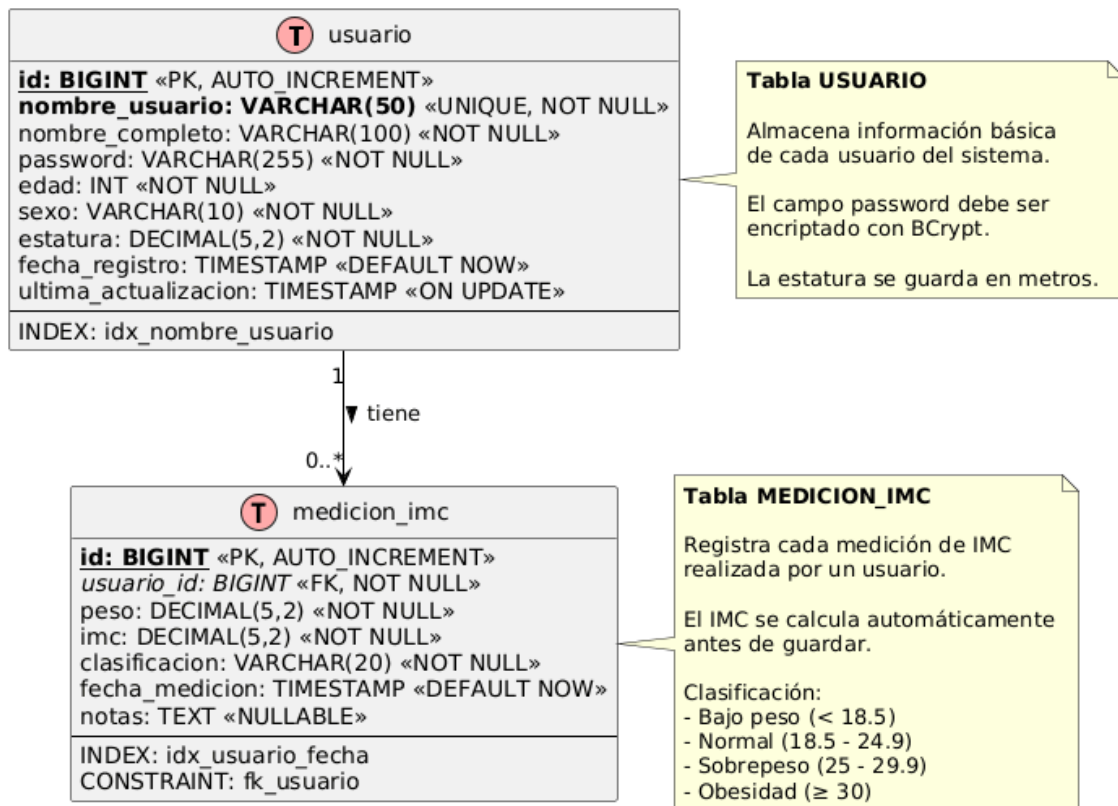 T usuario
id: BIGINT «PK, AUTO_INCREMENT»
nombre_usuario: VARCHAR(50) «UNIQUE, NOT NULL»
nombre_completo: VARCHAR(100) «NOT NULL»
password: VARCHAR(255) «NOT NULL»
edad: INT «NOT NULL»
sexo: VARCHAR(10) «NOT NULL»
estatura: DECIMAL(5,2) «NOT NULL»
fecha_registro: TIMESTAMP «DEFAULT NOW»
ultima_actualizacion: TIMESTAMP «ON UPDATE»
INDEX: idx_nombre_usuario
Tabla USUARIO
Almacena información básica
de cada usuario del sistema.
El campo password debe ser
encriptado con BCrypt.
La estatura se guarda en metros.
1
tiene
0..*
T medicion_imc
id: BIGINT «PK, AUTO_INCREMENT»
usuario_id: BIGINT «FK, NOT NULL»
peso: DECIMAL(5,2) «NOT NULL»
imc: DECIMAL(5,2) «NOT NULL»
clasificacion: VARCHAR(20) «NOT NULL»
fecha_medicion: TIMESTAMP «DEFAULT NOW»
notas: TEXT «NULLABLE»
INDEX: idx_usuario_fecha
CONSTRAINT: fk_usuario
Tabla MEDICION_IMC
Registra cada medición de IMC
realizada por un usuario.
El IMC se calcula automáticamente
antes de guardar.
Clasificación:
- Bajo peso (< 18.5)
- Normal (18.5 - 24.9)
- Sobrepeso (25 - 29.9)
- Obesidad (≥ 30)